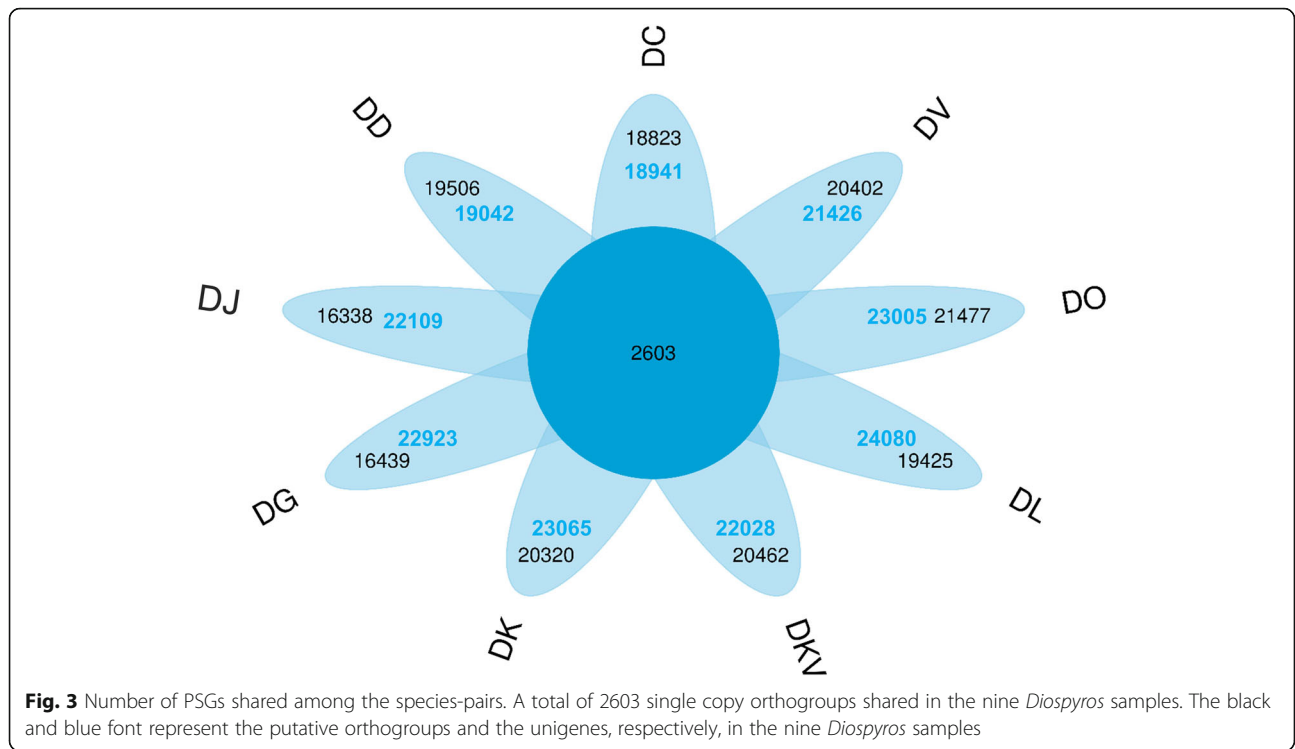 DC
DD
DV
18823
18941
19506
19042
20402
21426
DJ
16338 22109
23005 21477
DO
2603
22923
16439
24080
19425
DG
DL
23065
20320
22028
20462
DK
DKV
Fig. 3 Number of PSGs shared among the species-pairs. A total of 2603 single copy orthogroups shared in the nine Diospyros samples. The black
and blue font represent the putative orthogroups and the unigenes, respectively, in the nine Diospyros samples